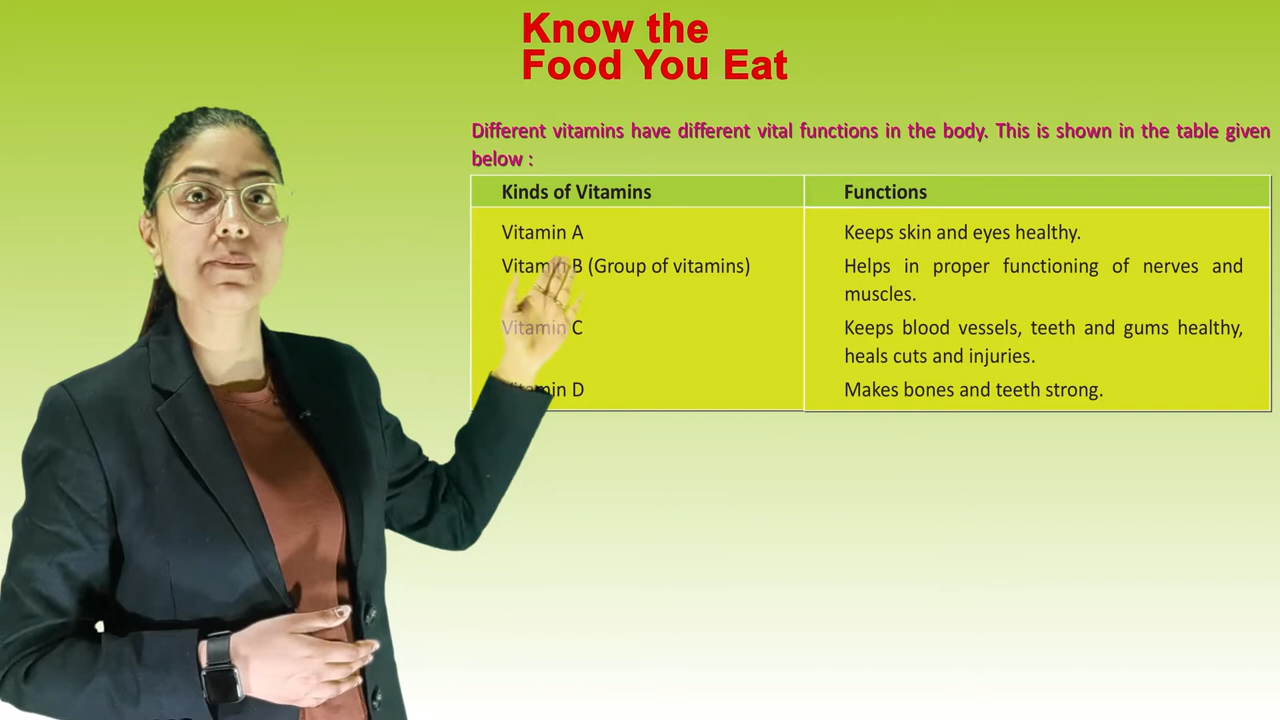 Know the
Food You Eat
Different vitamins have different vital functions in the body. This is shown in the table given
below :
Kinds of Vitamins Functions
Vitamin A Keeps skin and eyes healthy.
Vitamin B (Group of vitamins) Helps in proper functioning of nerves and
muscles.
Vitamin C Keeps blood vessels, teeth and gums healthy,
heals cuts and injuries.
Vitamin D Makes bones and teeth strong.